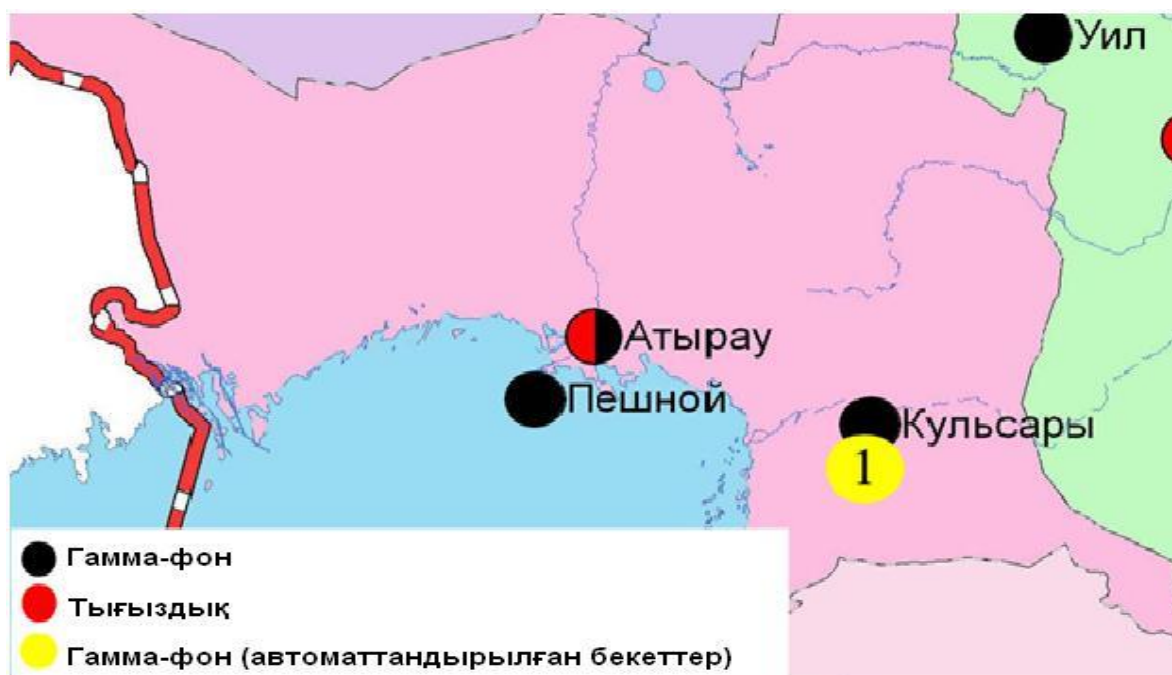 Уил
Атырау
Пешной
Кульсары
1
Гамма-фон
Тығыздық
Гамма-фон (автоматтандырылған бекеттер)